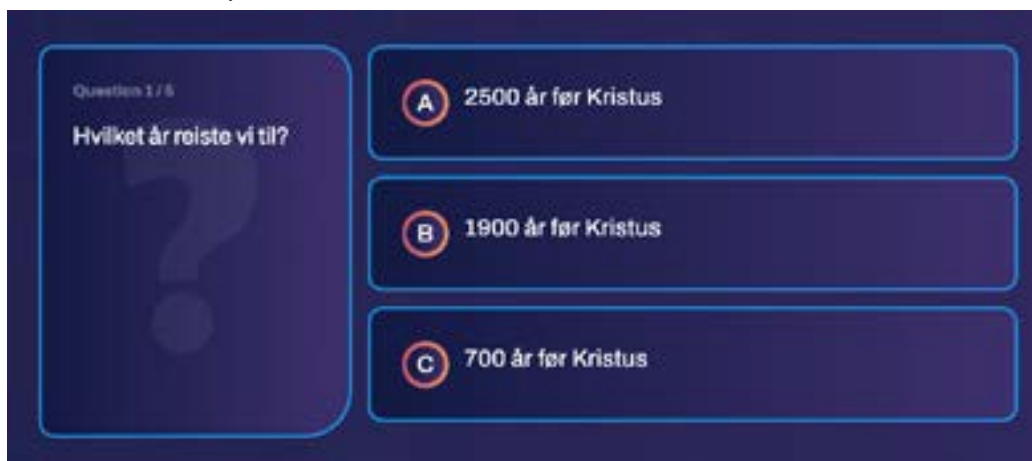 Question 1/6
Hvilket år reiste vi til?
A
2500 år før Kristus
B
1900 år før Kristus
C
700 år før Kristus